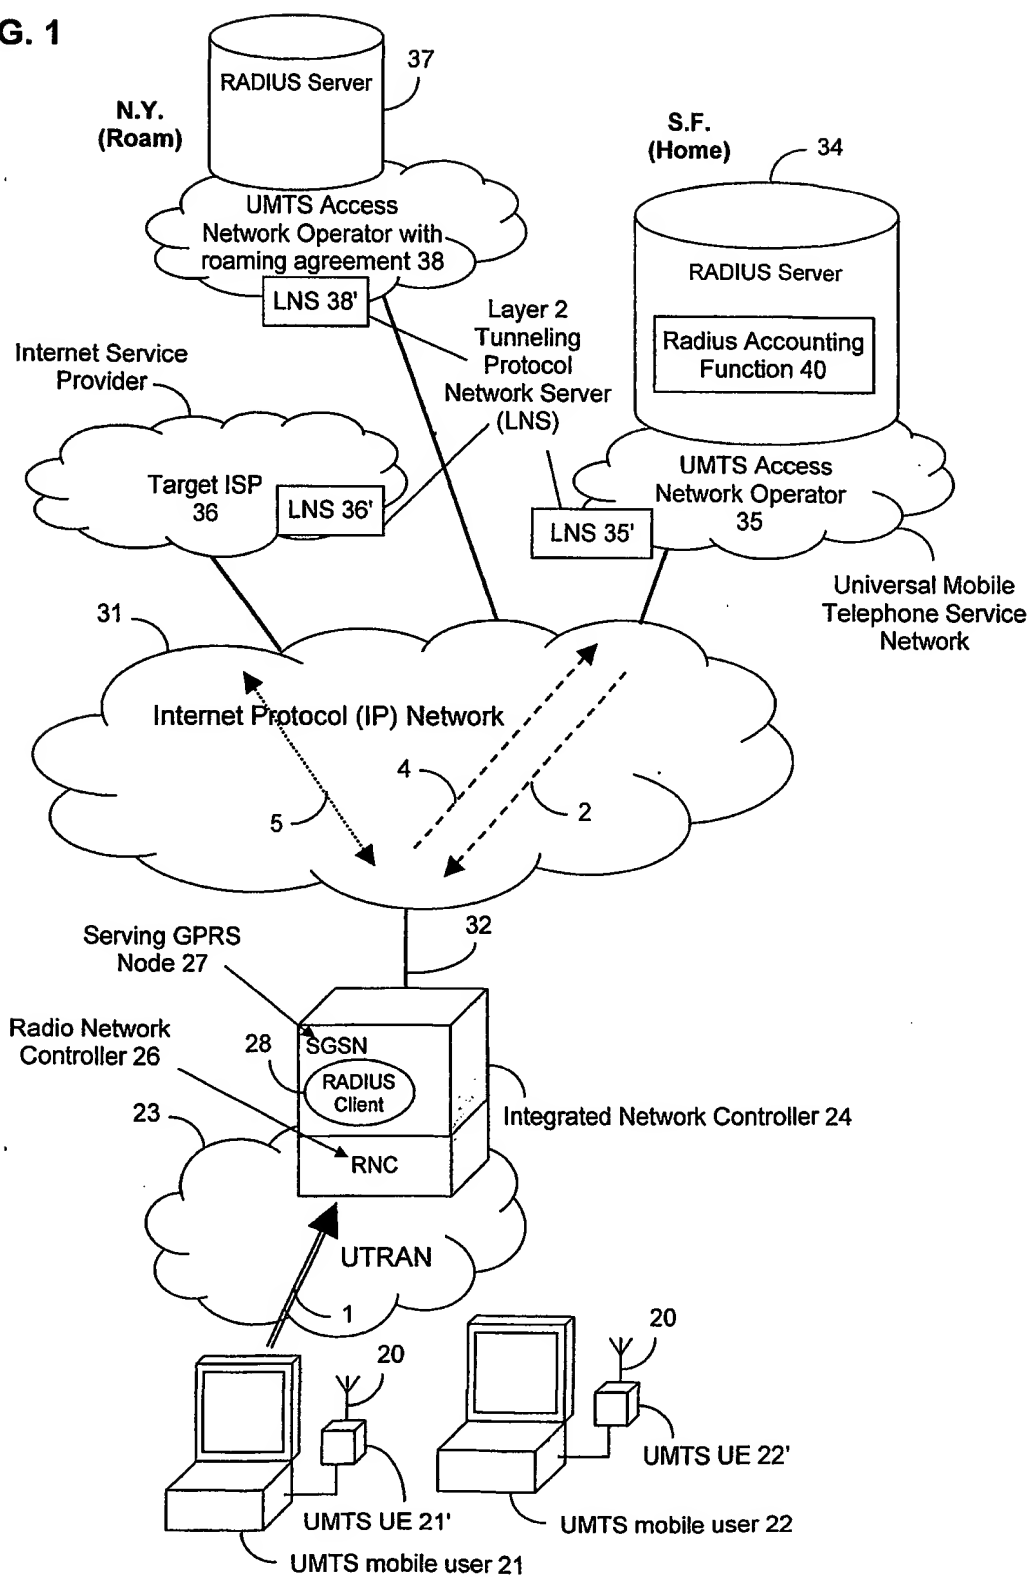 G. 1
RADIUS Server
37
N.Y.
(Roam)
S.F.
(Home)
34
UMTS Access
Network Operator with
roaming agreement 38
LNS 38'
RADIUS Server
Radius Accounting
Function 40
Layer 2
Tunneling
Protocol
Network Server
(LNS)
Internet Service
Provider
Target ISP
36
LNS 36'
UMTS Access
Network Operator
35
LNS 35'
Universal Mobile
Telephone Service
Network
31
Internet Protocol (IP) Network
4
5
2
32
Serving GPRS
Node 27
Radio Network
Controller 26
28
SGSN
RADIUS
Client
23
Integrated Network Controller 24
RNC
UTRAN
1
20
20
UMTS UE 22'
UMTS UE 21'
UMTS mobile user 22
UMTS mobile user 21